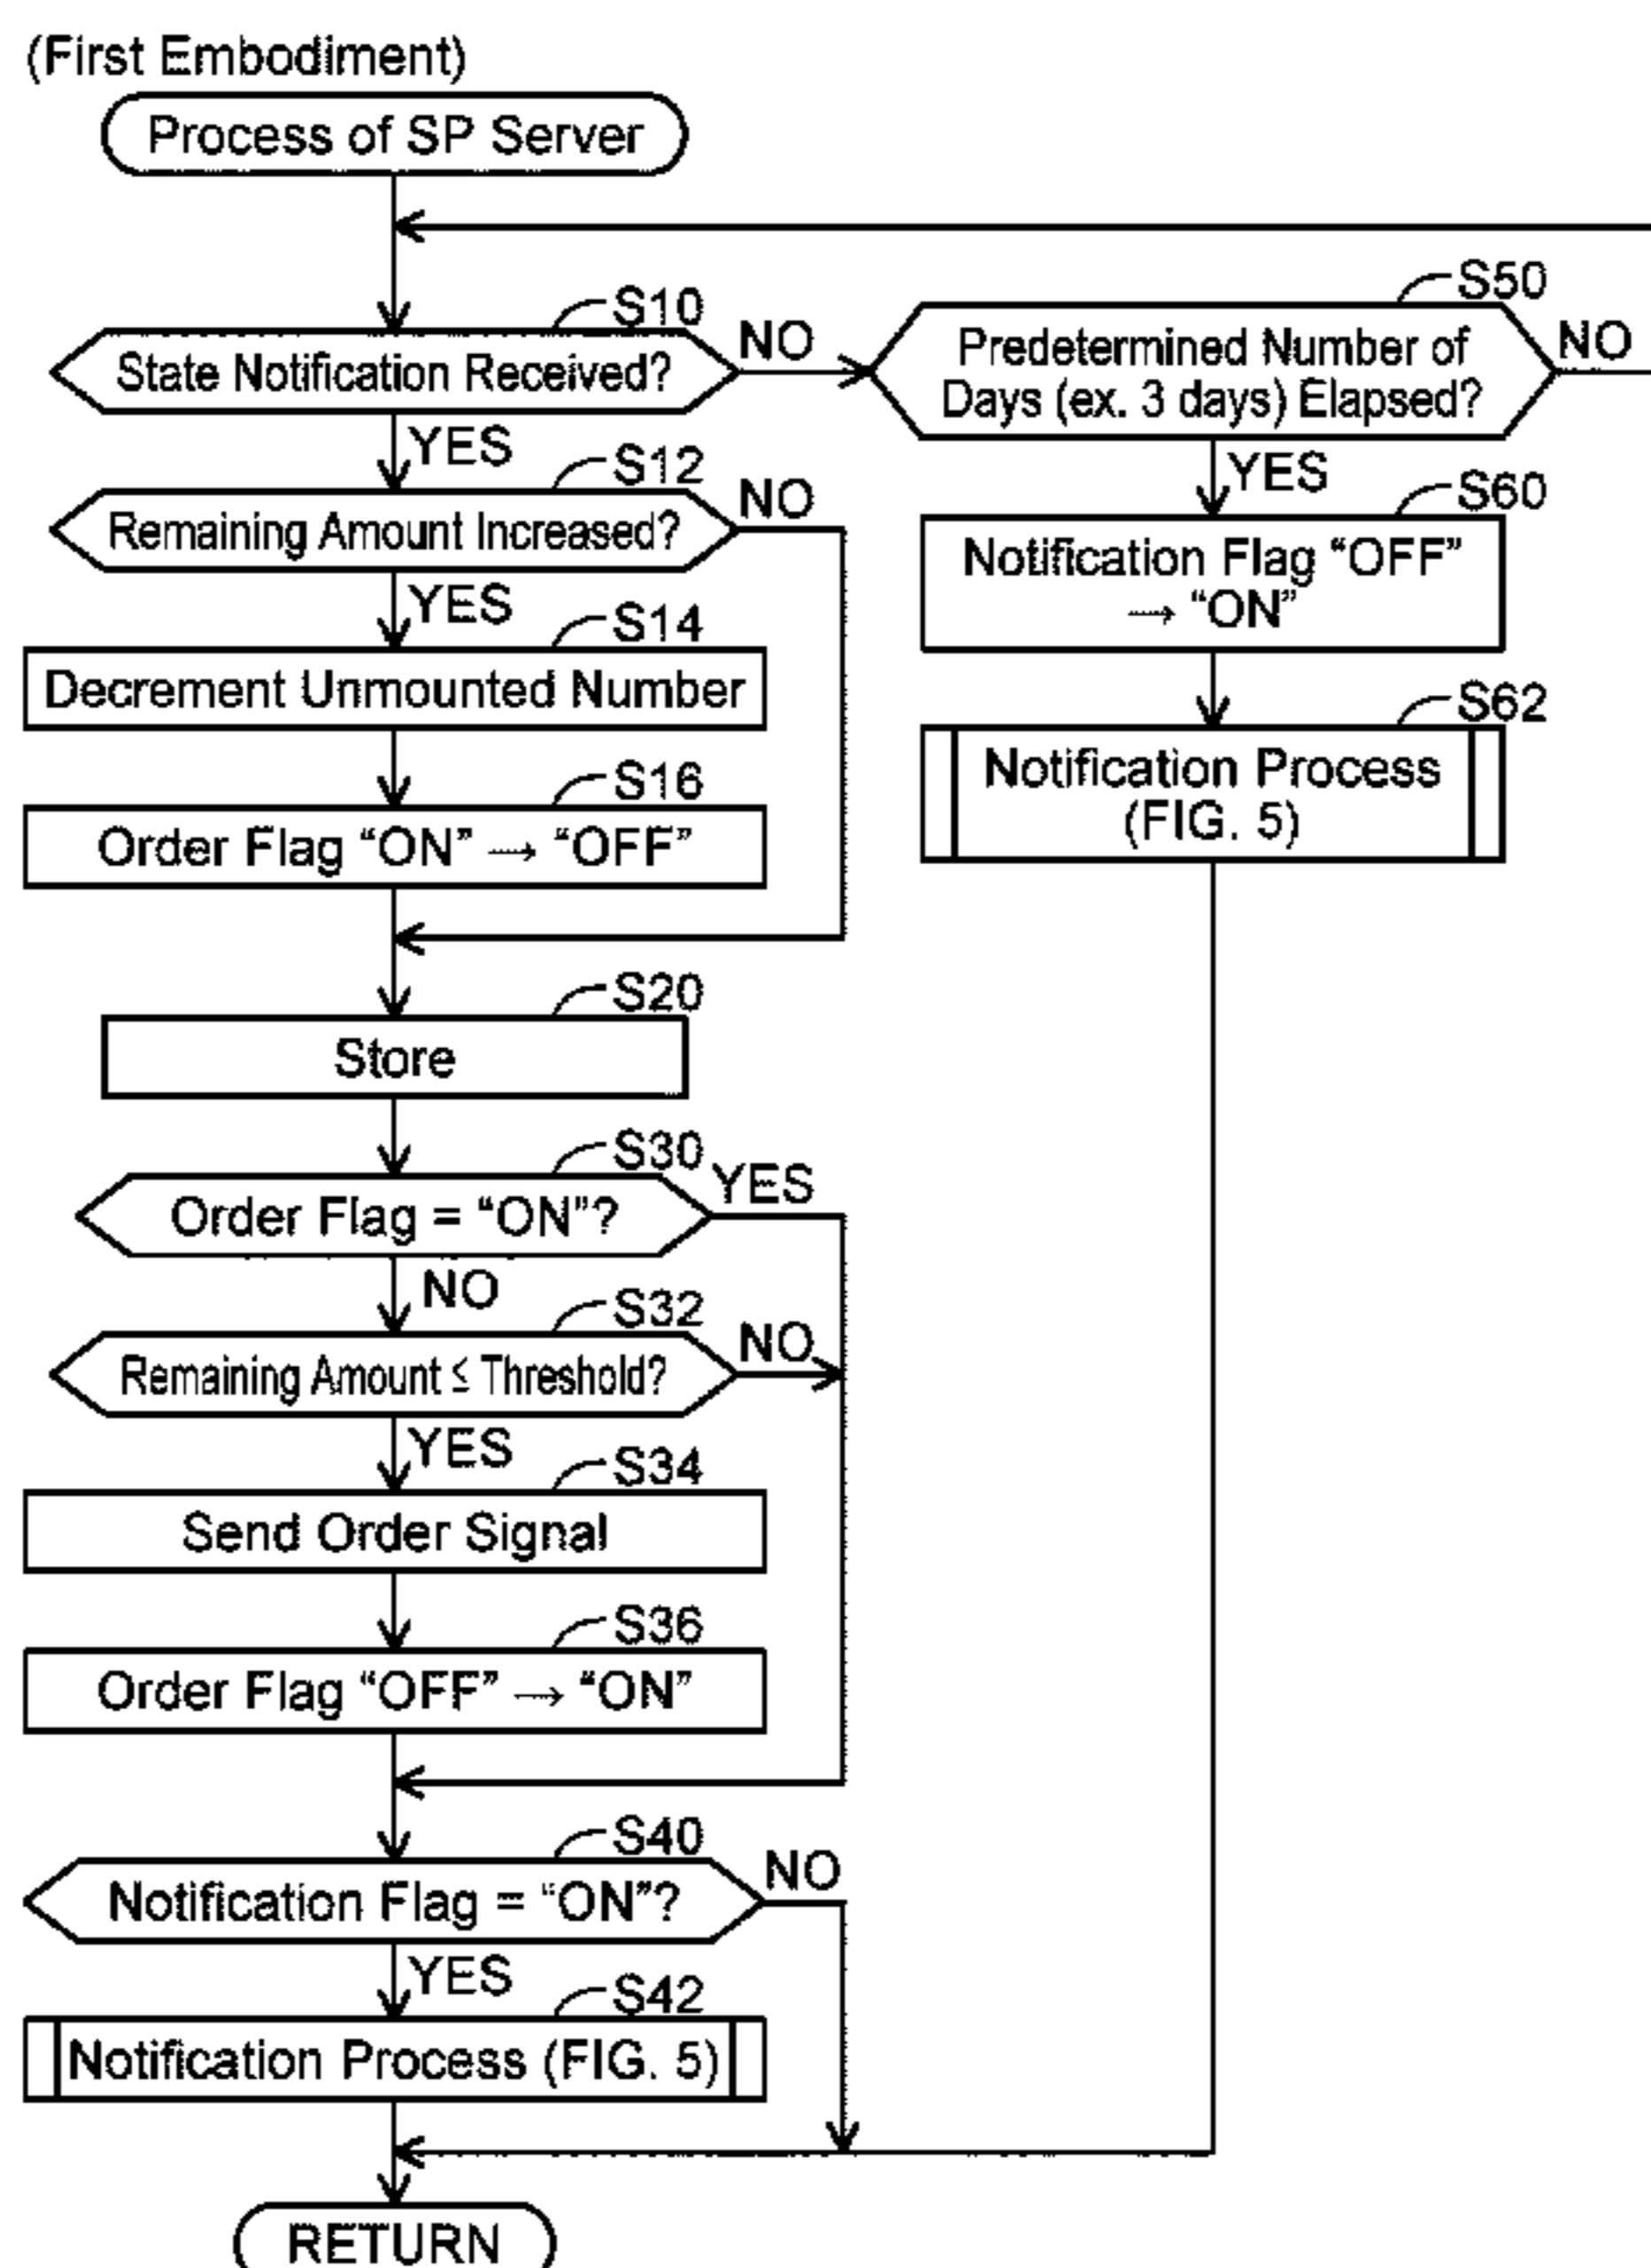 (First Embodiment)
Process of SP Server
S10
State Notification Received?
NO
YES
S50
Predetermined Number of
Days (ex. 3 days) Elapsed?
NO
YES
S12
Remaining Amount Increased?
NO
YES
S60
Notification Flag “OFF”
→ “ON”
S14
Decrement Unmounted Number
S62
Notification Process
(FIG. 5)
S16
Order Flag “ON” → “OFF”
S20
Store
S30
Order Flag = “ON”?
YES
NO
S32
Remaining Amount ≤ Threshold?
NO
YES
S34
Send Order Signal
S36
Order Flag “OFF” → “ON”
S40
Notification Flag = “ON”?
NO
YES
S42
Notification Process (FIG. 5)
RETURN